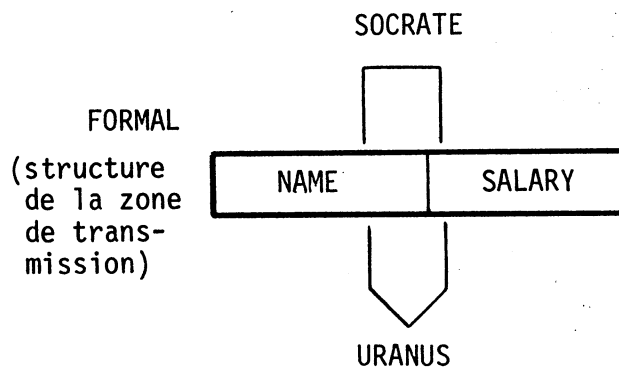 SOCRATE
FORMAL
(structure
de la zone
de trans-
mission)
NAME SALARY
URANUS